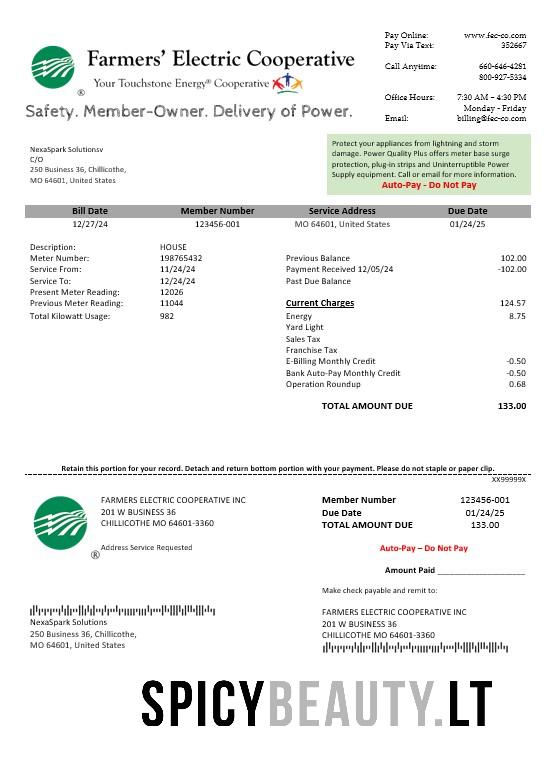 Pay Online: www.fec-co.com
Pay Via Text: 352667
Call Anytime: 660-646-4281
800-927-5334
Office Hours: 7:30 AM – 4:30 PM
Monday - Friday
Email: billing@fec-co.com
Farmers' Electric Cooperative
Your Touchstone Energy® Cooperative
®
Safety. Member-Owner. Delivery of Power.
NexaSpark Solutionsv
C/O
250 Business 36, Chillicothe,
MO 64601, United States
Protect your appliances from lightning and storm
damage. Power Quality Plus offers meter base surge
protection, plug-in strips and Uninterruptible Power
Supply equipment. Call or email for more information.
Auto-Pay - Do Not Pay
Bill Date Member Number Service Address Due Date
12/27/24 123456-001 MO 64601, United States 01/24/25
Description: HOUSE
Meter Number: 198765432
Service From: 11/24/24
Service To: 12/24/24
Present Meter Reading: 12026
Previous Meter Reading: 11044
Total Kilowatt Usage: 982
Previous Balance 102.00
Payment Received 12/05/24 -102.00
Past Due Balance
Current Charges 124.57
Energy 8.75
Yard Light
Sales Tax
Franchise Tax
E-Billing Monthly Credit -0.50
Bank Auto-Pay Monthly Credit -0.50
Operation Roundup 0.68
TOTAL AMOUNT DUE 133.00
Retain this portion for your record. Detach and return bottom portion with your payment. Please do not staple or paper clip.
XX99999X
FARMERS ELECTRIC COOPERATIVE INC
201 W BUSINESS 36
CHILLICOTHE MO 64601-3360
® Address Service Requested
Member Number 123456-001
Due Date 01/24/25
TOTAL AMOUNT DUE 133.00
Auto-Pay – Do Not Pay
Amount Paid ____________________
Make check payable and remit to:
NexaSpark Solutions
250 Business 36, Chillicothe,
MO 64601, United States
FARMERS ELECTRIC COOPERATIVE INC
201 W BUSINESS 36
CHILLICOTHE MO 64601-3360
SPICYBEAUTY.LT